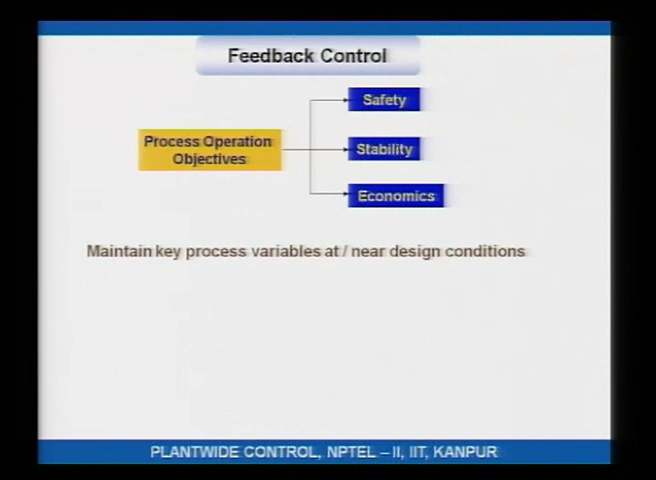 Feedback Control
Safety
Process Operation
Objectives
Stability
Economics
Maintain key process variables at / near design conditions
PLANTWIDE CONTROL, NPTEL – II, IIT, KANPUR